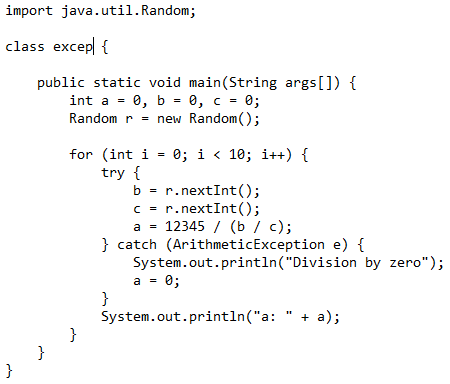 import java.util.Random;
class excep {
public static void main(String args[]) {
int a = 0, b = 0, c = 0;
Random r = new Random();
for (int i = 0; i < 10; i++) {
try {
b = r.nextInt();
c = r.nextInt();
a = 12345 / (b / c);
} catch (ArithmeticException e) {
System.out.println("Division by zero");
a = 0;
}
System.out.println("a: " + a);
}
}
}